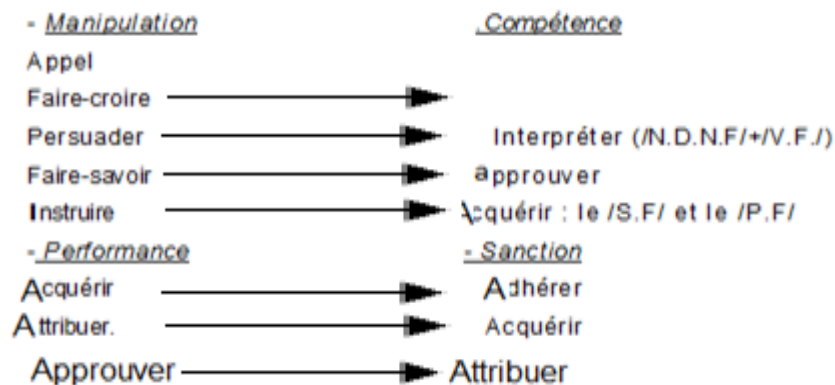 - Manipulation .Compétence
Appel
Faire-croire
Persuader Interpréter (/N.D.N.F/+/V.F./)
Faire-savoir approuver
Instruire Acquérir : le /S.F/ et le /P.F/
- Performance - Sanction
Acquérir Adhérer
Attribuer. Acquérir
Approuver Attribuer